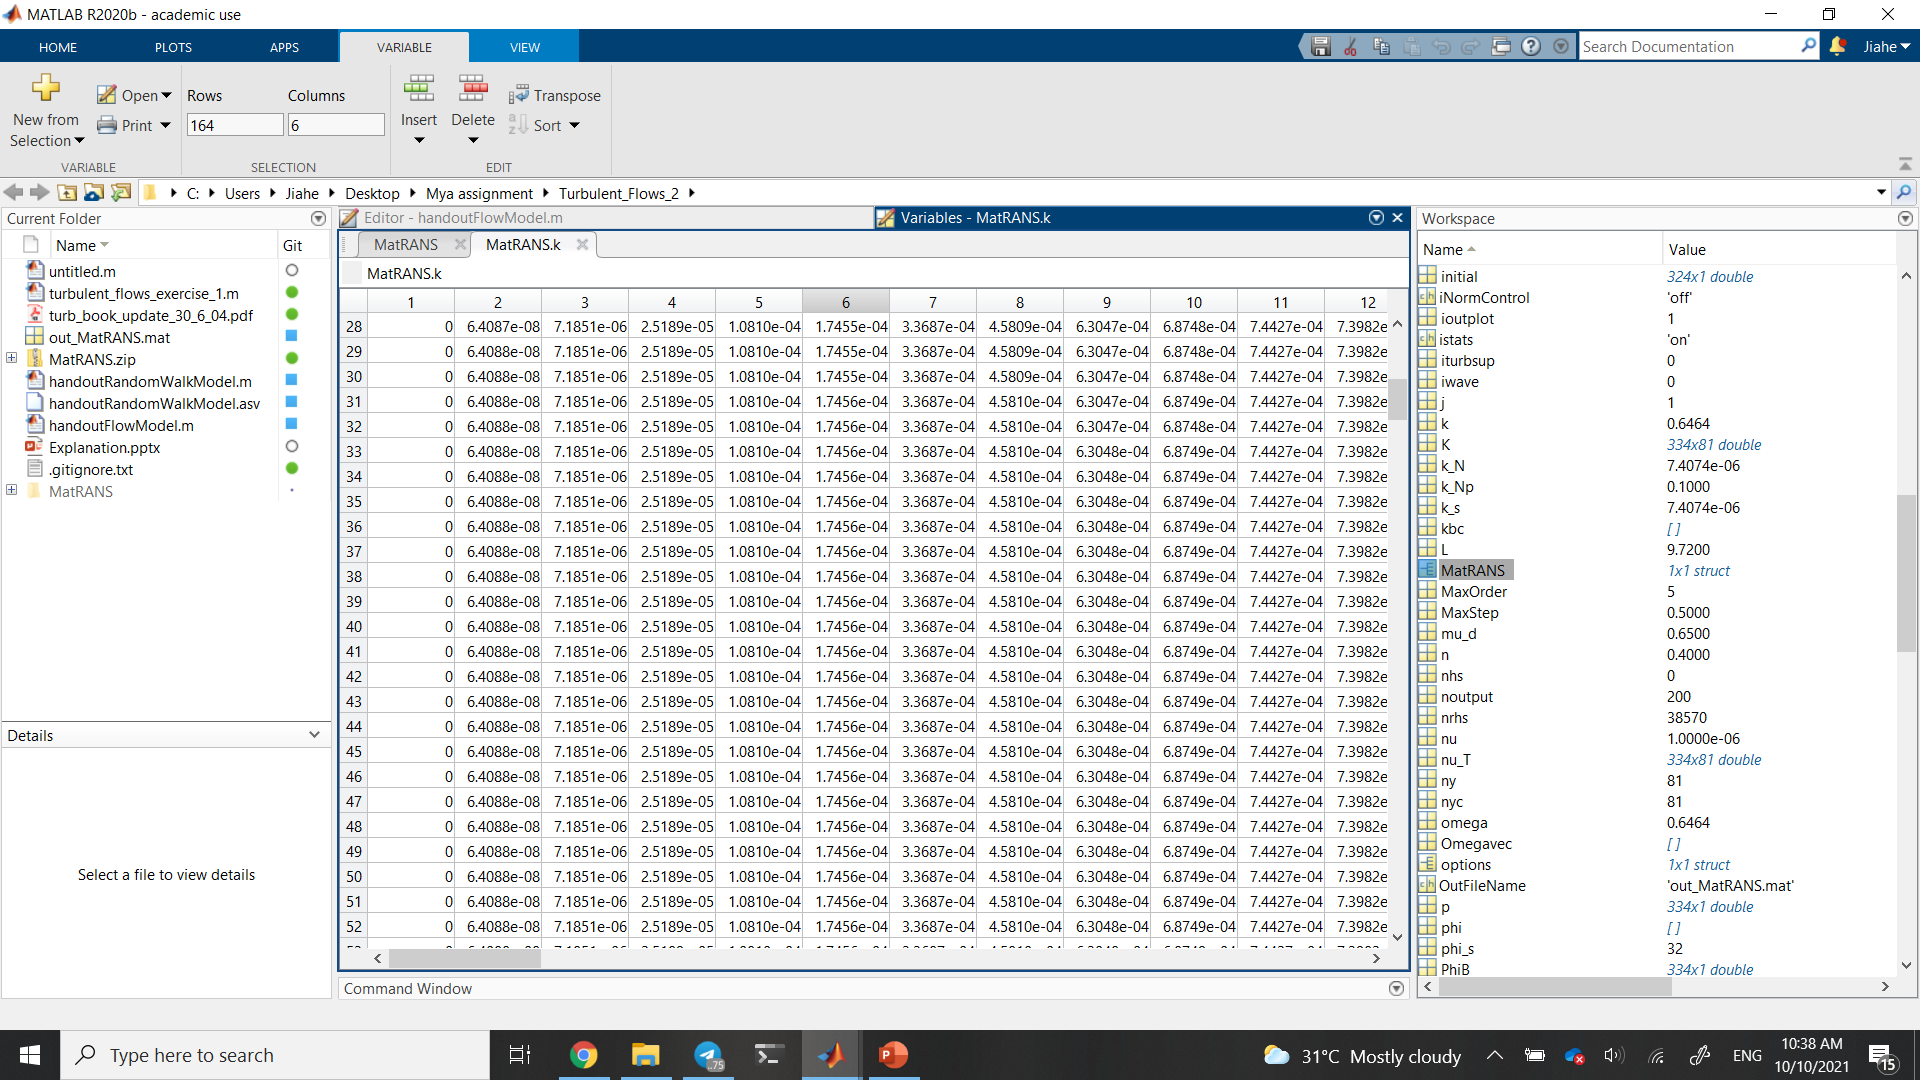 MATLAB R2020b - academic use
HOME PLOTS APPS VARIABLE VIEW
Search Documentation
Jiahe
New from Selection
Open
Print
Rows Columns
164 6
Insert Delete
Transpose
Sort
VARIABLE SELECTION EDIT
C: Users Jiahe Desktop Mya assignment Turbulent_Flows_2
Current Folder
Name Git
untitled.m
turbulent_flows_exercise_1.m
turb_book_update_30_6_04.pdf
out_MatRANS.mat
MatRANS.zip
handoutRandomWalkModel.m
handoutRandomWalkModel.asv
handoutFlowModel.m
Explanation.pptx
.gitignore.txt
MatRANS
Details
Select a file to view details
Editor - handoutFlowModel.m
Variables - MatRANS.k
MatRANS MatRANS.k
MatRANS.k
1 2 3 4 5 6 7 8 9 10 11 12
28 0 6.4087e-08 7.1851e-06 2.5189e-05 1.0810e-04 1.7455e-04 3.3687e-04 4.5809e-04 6.3047e-04 6.8748e-04 7.4427e-04 7.3982e
29 0 6.4088e-08 7.1851e-06 2.5189e-05 1.0810e-04 1.7455e-04 3.3687e-04 4.5809e-04 6.3047e-04 6.8748e-04 7.4427e-04 7.3982e
30 0 6.4088e-08 7.1851e-06 2.5189e-05 1.0810e-04 1.7455e-04 3.3687e-04 4.5809e-04 6.3047e-04 6.8748e-04 7.4427e-04 7.3982e
31 0 6.4088e-08 7.1851e-06 2.5189e-05 1.0810e-04 1.7456e-04 3.3687e-04 4.5810e-04 6.3047e-04 6.8748e-04 7.4427e-04 7.3982e
32 0 6.4088e-08 7.1851e-06 2.5189e-05 1.0810e-04 1.7456e-04 3.3687e-04 4.5810e-04 6.3047e-04 6.8748e-04 7.4427e-04 7.3982e
33 0 6.4088e-08 7.1851e-06 2.5189e-05 1.0810e-04 1.7456e-04 3.3687e-04 4.5810e-04 6.3048e-04 6.8749e-04 7.4427e-04 7.3982e
34 0 6.4088e-08 7.1851e-06 2.5189e-05 1.0810e-04 1.7456e-04 3.3687e-04 4.5810e-04 6.3048e-04 6.8749e-04 7.4427e-04 7.3982e
35 0 6.4088e-08 7.1851e-06 2.5189e-05 1.0810e-04 1.7456e-04 3.3687e-04 4.5810e-04 6.3048e-04 6.8749e-04 7.4427e-04 7.3982e
36 0 6.4088e-08 7.1851e-06 2.5189e-05 1.0810e-04 1.7456e-04 3.3687e-04 4.5810e-04 6.3048e-04 6.8749e-04 7.4427e-04 7.3982e
37 0 6.4088e-08 7.1851e-06 2.5189e-05 1.0810e-04 1.7456e-04 3.3687e-04 4.5810e-04 6.3048e-04 6.8749e-04 7.4427e-04 7.3982e
38 0 6.4088e-08 7.1851e-06 2.5189e-05 1.0810e-04 1.7456e-04 3.3687e-04 4.5810e-04 6.3048e-04 6.8749e-04 7.4427e-04 7.3982e
39 0 6.4088e-08 7.1851e-06 2.5189e-05 1.0810e-04 1.7456e-04 3.3687e-04 4.5810e-04 6.3048e-04 6.8749e-04 7.4427e-04 7.3982e
40 0 6.4088e-08 7.1851e-06 2.5189e-05 1.0810e-04 1.7456e-04 3.3687e-04 4.5810e-04 6.3048e-04 6.8749e-04 7.4427e-04 7.3982e
41 0 6.4088e-08 7.1851e-06 2.5189e-05 1.0810e-04 1.7456e-04 3.3687e-04 4.5810e-04 6.3048e-04 6.8749e-04 7.4427e-04 7.3982e
42 0 6.4088e-08 7.1851e-06 2.5189e-05 1.0810e-04 1.7456e-04 3.3687e-04 4.5810e-04 6.3048e-04 6.8749e-04 7.4427e-04 7.3982e
43 0 6.4088e-08 7.1851e-06 2.5189e-05 1.0810e-04 1.7456e-04 3.3687e-04 4.5810e-04 6.3048e-04 6.8749e-04 7.4427e-04 7.3982e
44 0 6.4088e-08 7.1851e-06 2.5189e-05 1.0810e-04 1.7456e-04 3.3687e-04 4.5810e-04 6.3048e-04 6.8749e-04 7.4427e-04 7.3982e
45 0 6.4088e-08 7.1851e-06 2.5189e-05 1.0810e-04 1.7456e-04 3.3687e-04 4.5810e-04 6.3048e-04 6.8749e-04 7.4427e-04 7.3982e
46 0 6.4088e-08 7.1851e-06 2.5189e-05 1.0810e-04 1.7456e-04 3.3687e-04 4.5810e-04 6.3048e-04 6.8749e-04 7.4427e-04 7.3982e
47 0 6.4088e-08 7.1851e-06 2.5189e-05 1.0810e-04 1.7456e-04 3.3687e-04 4.5810e-04 6.3048e-04 6.8749e-04 7.4427e-04 7.3982e
48 0 6.4088e-08 7.1851e-06 2.5189e-05 1.0810e-04 1.7456e-04 3.3687e-04 4.5810e-04 6.3048e-04 6.8749e-04 7.4427e-04 7.3982e
49 0 6.4088e-08 7.1851e-06 2.5189e-05 1.0810e-04 1.7456e-04 3.3687e-04 4.5810e-04 6.3048e-04 6.8749e-04 7.4427e-04 7.3982e
50 0 6.4088e-08 7.1851e-06 2.5189e-05 1.0810e-04 1.7456e-04 3.3687e-04 4.5810e-04 6.3048e-04 6.8749e-04 7.4427e-04 7.3982e
51 0 6.4088e-08 7.1851e-06 2.5189e-05 1.0810e-04 1.7456e-04 3.3687e-04 4.5810e-04 6.3048e-04 6.8749e-04 7.4427e-04 7.3982e
52 0 6.4088e-08 7.1851e-06 2.5189e-05 1.0810e-04 1.7456e-04 3.3687e-04 4.5810e-04 6.3048e-04 6.8749e-04 7.4427e-04 7.3982e
Command Window
Workspace
Name Value
initial 324x1 double
iNormControl 'off'
ioutplot 1
istats 'on'
iturbsup 0
iwave 0
j 1
k 0.6464
K 334x81 double
k_N 7.4074e-06
k_Np 0.1000
k_s 7.4074e-06
kbc [ ]
L 9.7200
MatRANS 1x1 struct
MaxOrder 5
MaxStep 0.5000
mu_d 0.6500
n 0.4000
nhs 0
noutput 200
nrhs 38570
nu 1.0000e-06
nu_T 334x81 double
ny 81
nyc 81
omega 0.6464
Omegavec [ ]
options 1x1 struct
OutFileName 'out_MatRANS.mat'
p 334x1 double
phi [ ]
phi_s 32
PhiB 334x1 double
Type here to search
.75
31°C Mostly cloudy
ENG
10:38 AM
10/10/2021
15